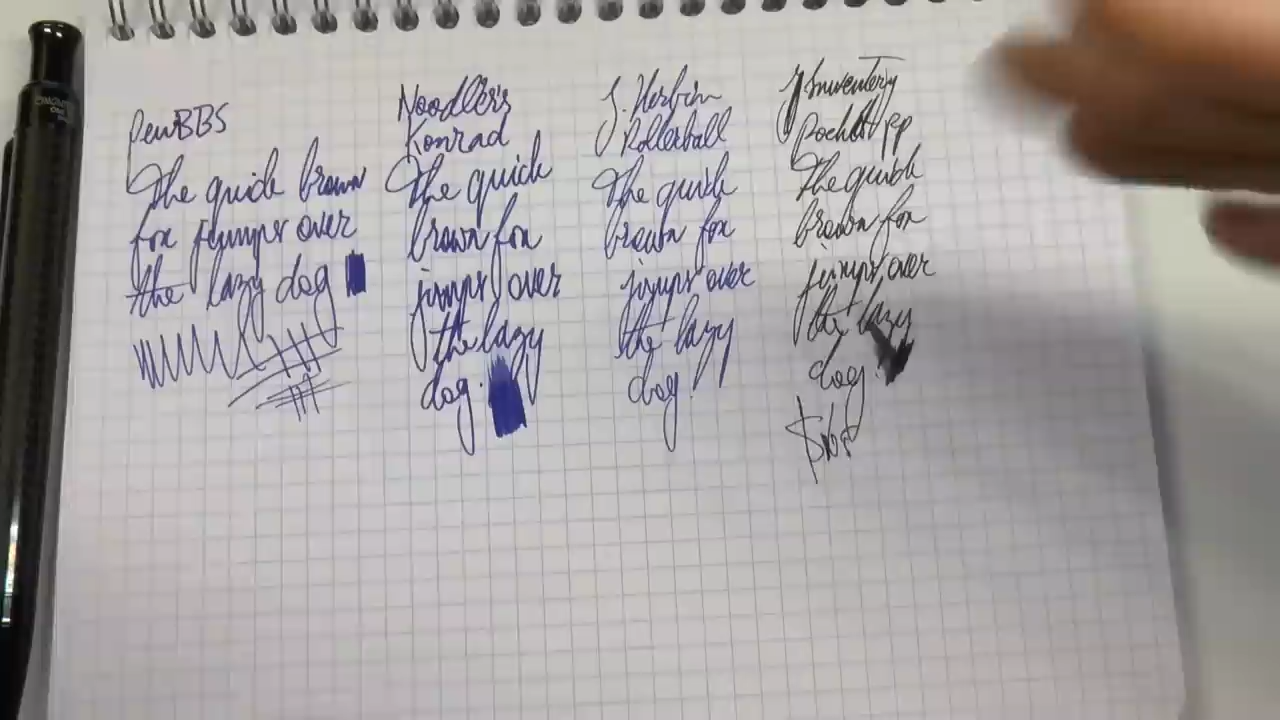 PenBBS
The quick brown
fox jumps over
the lazy dog
Noodler's
Konrad
The quick
brown fox
jumps over
the lazy
dog.
J. Herbin
Rollerball
The quick
brown fox
jumps over
the lazy
dog.
Inventery
Pocket
The quick
brown fox
jumps over
the lazy
dog.